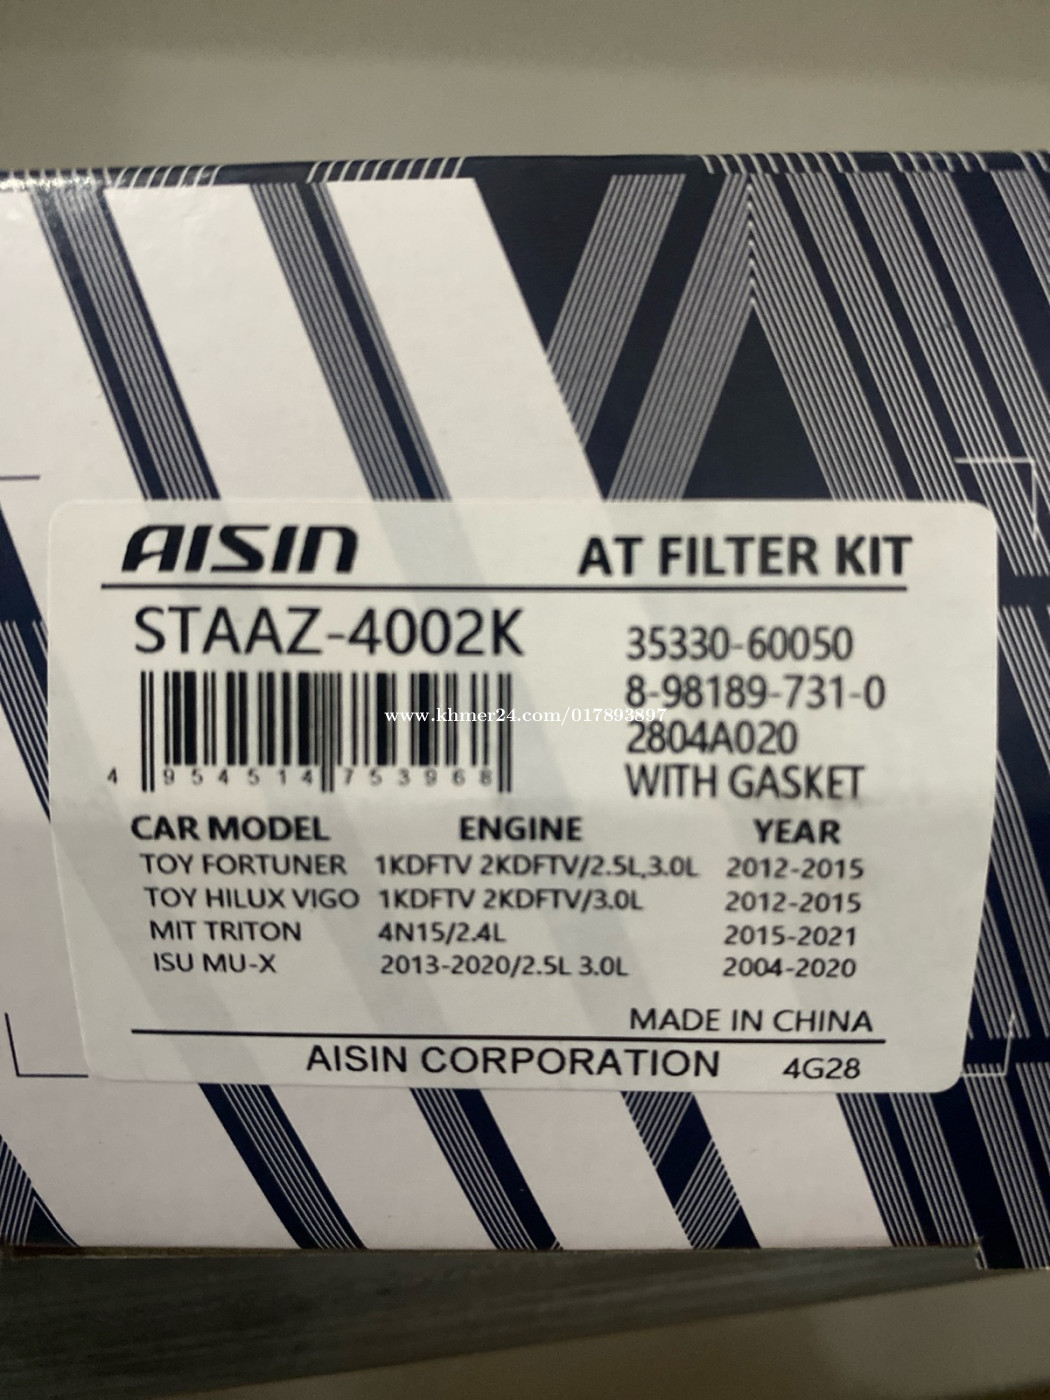 AISIN AT FILTER KIT
STAAZ-4002K
35330-60050
8-98189-731-0
2804A020
WITH GASKET
www.khmer24.com/017893897
4 954514 753968
CAR MODEL ENGINE YEAR
TOY FORTUNER 1KDFTV 2KDFTV/2.5L,3.0L 2012-2015
TOY HILUX VIGO 1KDFTV 2KDFTV/3.0L 2012-2015
MIT TRITON 4N15/2.4L 2015-2021
ISU MU-X 2013-2020/2.5L 3.0L 2004-2020
MADE IN CHINA
AISIN CORPORATION 4G28